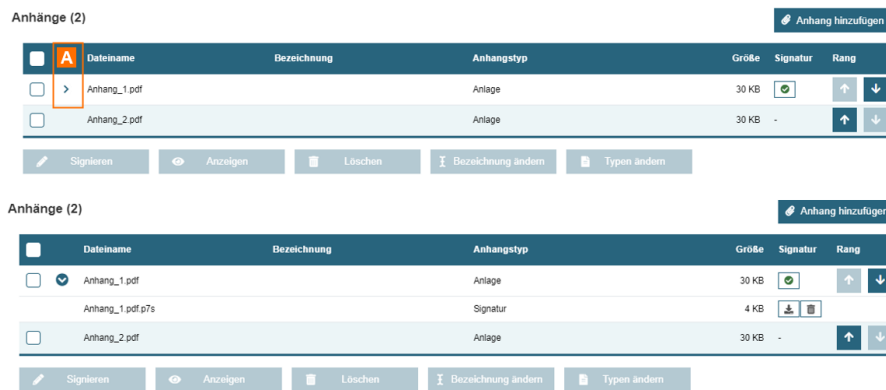 Anhänge (2)
Anhang hinzufügen
A Dateiname Bezeichnung Anhangstyp Größe Signatur Rang
Anhang_1.pdf Anlage 30 KB
Anhang_2.pdf Anlage 30 KB -
Signieren Anzeigen Löschen Bezeichnung ändern Typen ändern
Anhänge (2)
Anhang hinzufügen
Dateiname Bezeichnung Anhangstyp Größe Signatur Rang
Anhang_1.pdf Anlage 30 KB
Anhang_1.pdf.p7s Signatur 4 KB
Anhang_2.pdf Anlage 30 KB -
Signieren Anzeigen Löschen Bezeichnung ändern Typen ändern